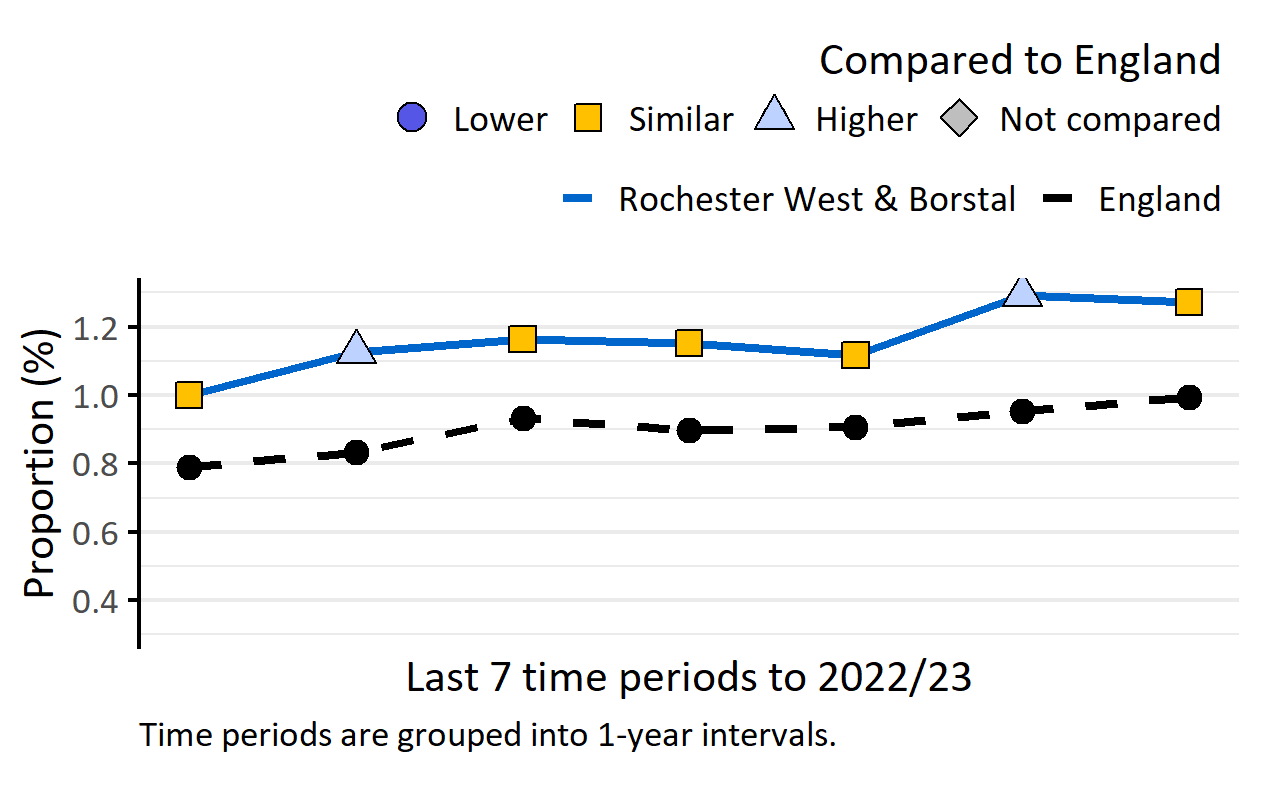 Compared to England
Lower Similar Higher Not compared
Rochester West & Borstal England
Proportion (%)
1.2
1.0
0.8
0.6
0.4
Last 7 time periods to 2022/23
Time periods are grouped into 1-year intervals.